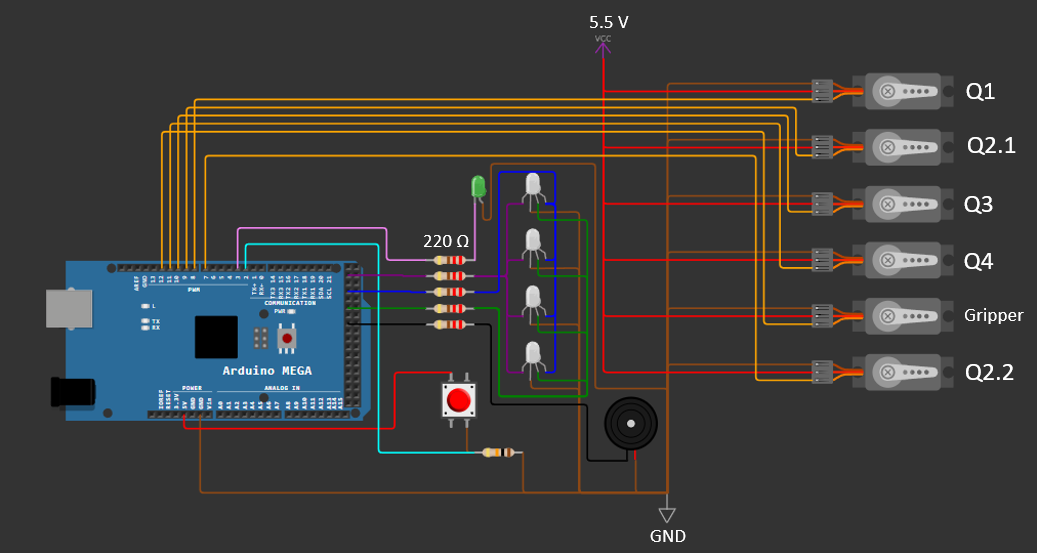 5.5 V
VCC
Q1
Q2.1
Q3
220 Ω
Q4
AREF
GND
13
12
11
10
9
8
7
6
5
4
3
2
TX→1
RX←0
TX3 14
RX3 15
TX2 16
RX2 17
TX1 18
RX1 19
SDA 20
SCL 21
PWM
COMMUNICATION
L
PWR
Gripper
TX
RX
Arduino MEGA
Q2.2
POWER
ANALOG IN
IOREF
RESET
3.3V
5V
GND
GND
Vin
A0
A1
A2
A3
A4
A5
A6
A7
A8
A9
A10
A11
A12
A13
A14
A15
GND